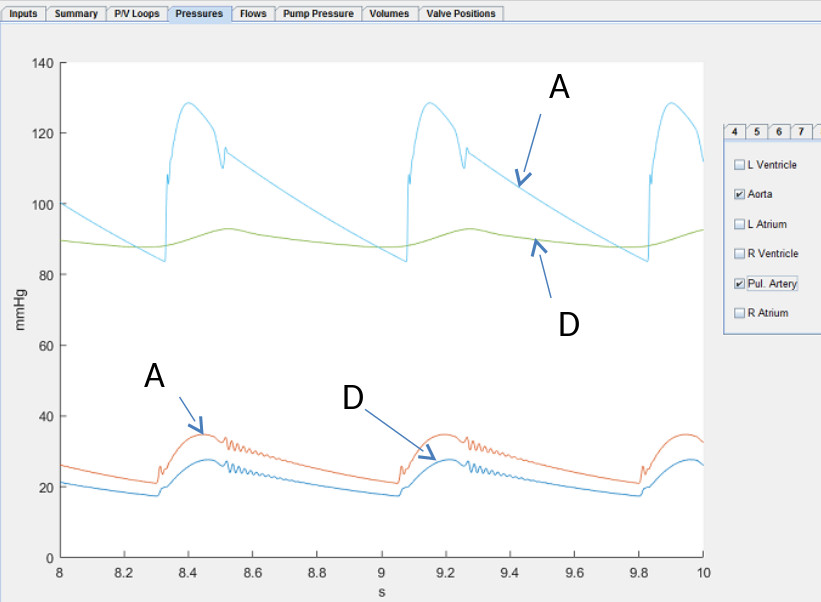 Inputs Summary P/V Loops Pressures Flows Pump Pressure Volumes Valve Positions
140
120
100
80
60
40
20
0
mmHg
A
D
A
D
8 8.2 8.4 8.6 8.8 9 9.2 9.4 9.6 9.8 10
s
4 5 6 7
L Ventricle
Aorta
L Atrium
R Ventricle
Pul. Artery
R Atrium